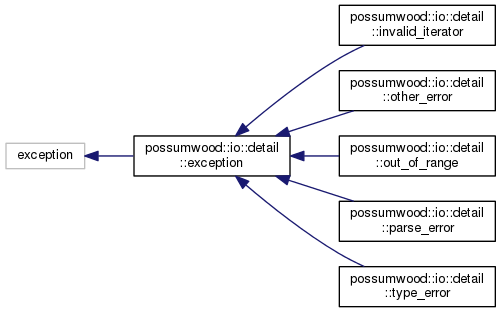 exception
possumwood::io::detail
::exception
possumwood::io::detail
::invalid_iterator
possumwood::io::detail
::other_error
possumwood::io::detail
::out_of_range
possumwood::io::detail
::parse_error
possumwood::io::detail
::type_error